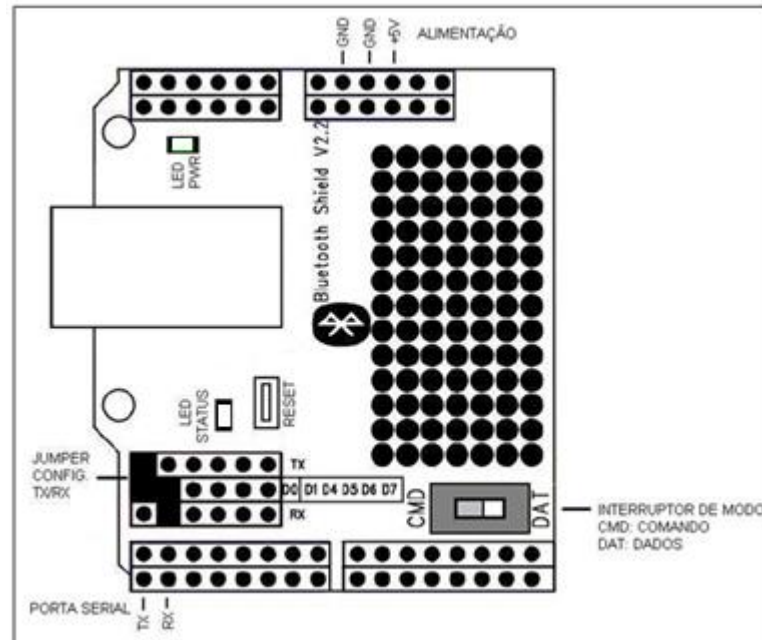 GND
GND
+5V
ALIMENTAÇÃO
LED
PWR
Bluetooth Shield V2.2
LED
STATUS
RESET
JUMPER
CONFIG.
TX/RX
TX
D0 D1 D4 D5 D6 D7
RX
CMD
DAT
INTERRUPTOR DE MODO
CMD: COMANDO
DAT: DADOS
PORTA SERIAL
TX
RX